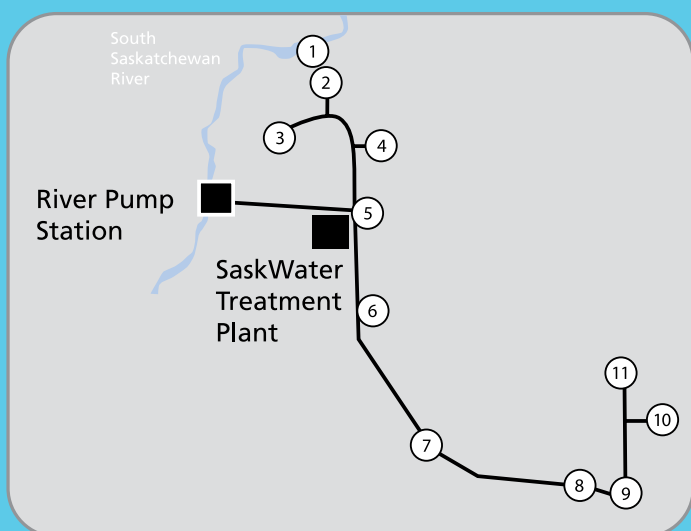 South
Saskatchewan
River
1
2
3
4
River Pump
Station
5
SaskWater
Treatment
Plant
6
11
10
7
8
9